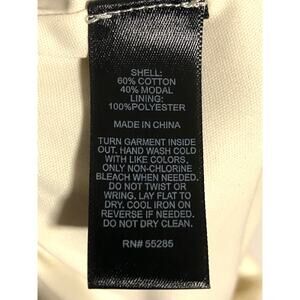 SHELL:
60% COTTON
40% MODAL
LINING:
100%POLYESTER
MADE IN CHINA
TURN GARMENT INSIDE
OUT. HAND WASH COLD
WITH LIKE COLORS.
ONLY NON-CHLORINE
BLEACH WHEN NEEDED.
DO NOT TWIST OR
WRING. LAY FLAT TO
DRY. COOL IRON ON
REVERSE IF NEEDED.
DO NOT DRY CLEAN.
RN# 55285